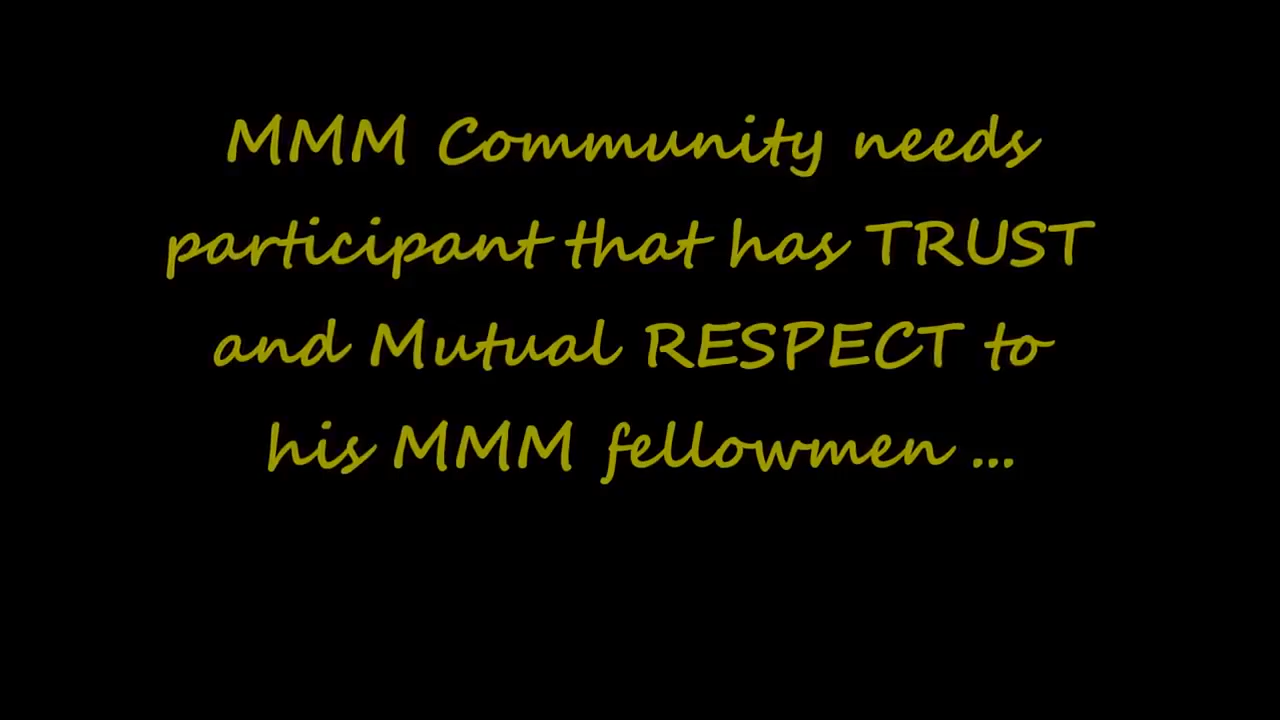 MMM Community needs
participant that has TRUST
and Mutual RESPECT to
his MMM fellowmen ...